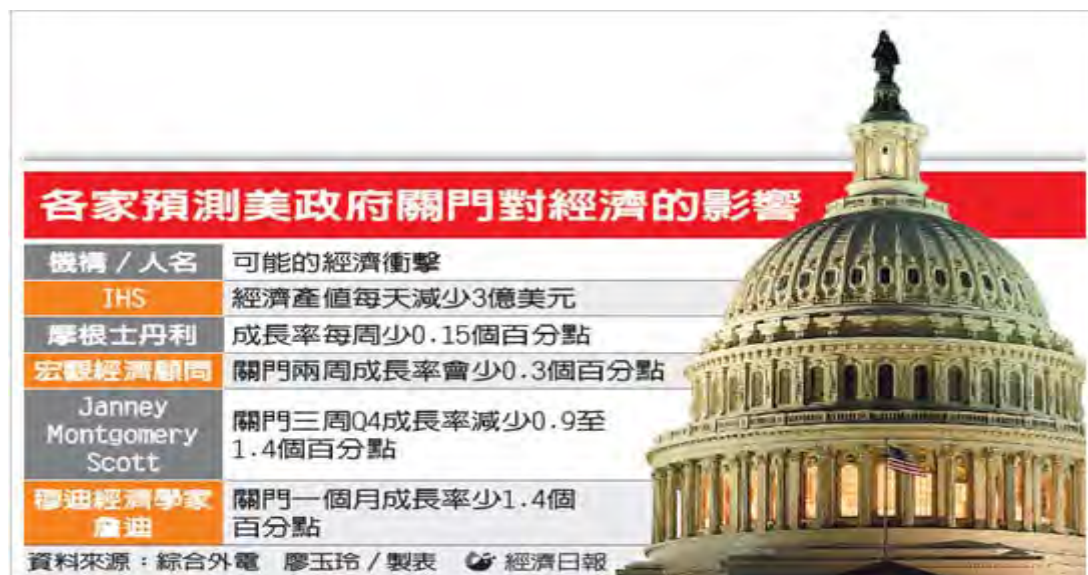 各家預測美政府關門對經濟的影響
機構/人名 可能的經濟衝擊
IHS 經濟產值每天減少3億美元
摩根士丹利 成長率每周少0.15個百分點
宏觀經濟顧問 關門兩周成長率會少0.3個百分點
Janney
Montgomery
Scott
關門三周Q4成長率減少0.9至
1.4個百分點
穆迪經濟學家
詹迪
關門一個月成長率少1.4個
百分點
資料來源：綜合外電 廖玉玲/製表 經濟日報